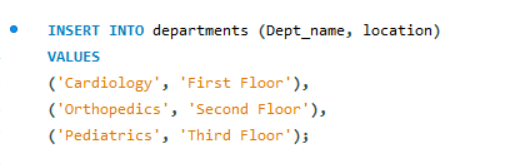 INSERT INTO departments (Dept_name, location)
VALUES
('Cardiology', 'First Floor'),
('Orthopedics', 'Second Floor'),
('Pediatrics', 'Third Floor');